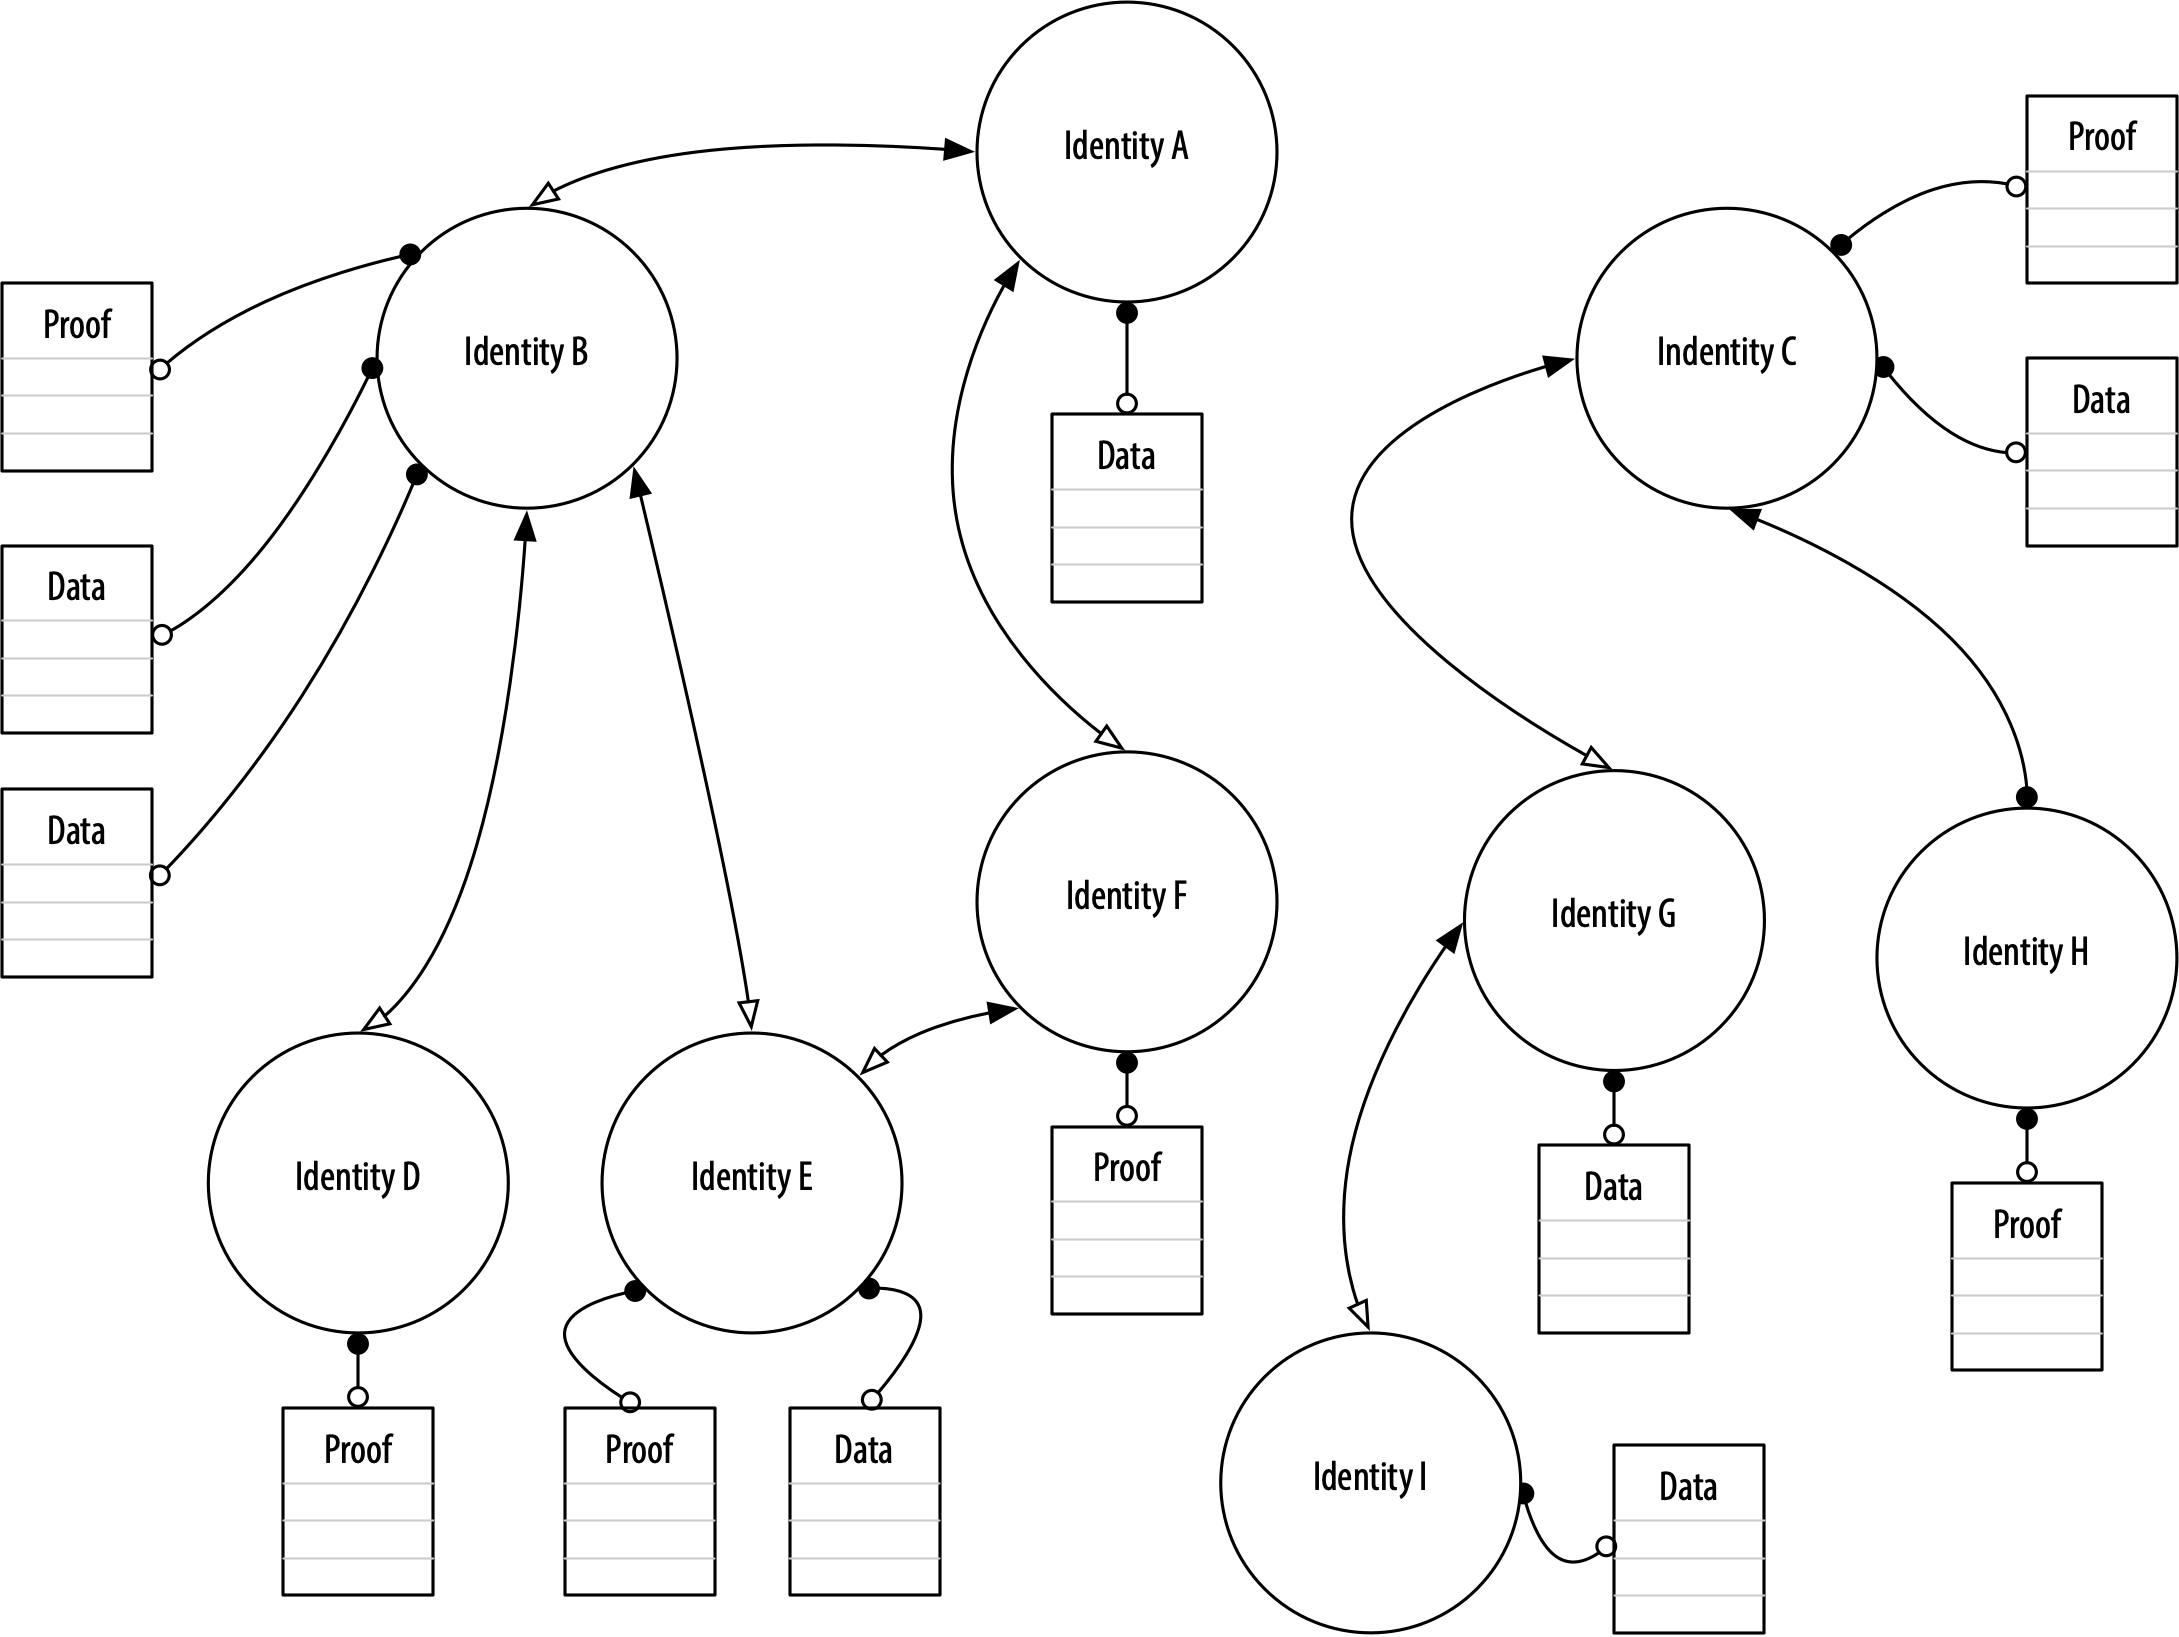 Identity A
Proof
Identity B
Indentity C
Proof
Data
Data
Data
Data
Identity F
Identity G
Identity H
Identity D
Identity E
Proof
Data
Proof
Proof
Proof
Data
Identity I
Data